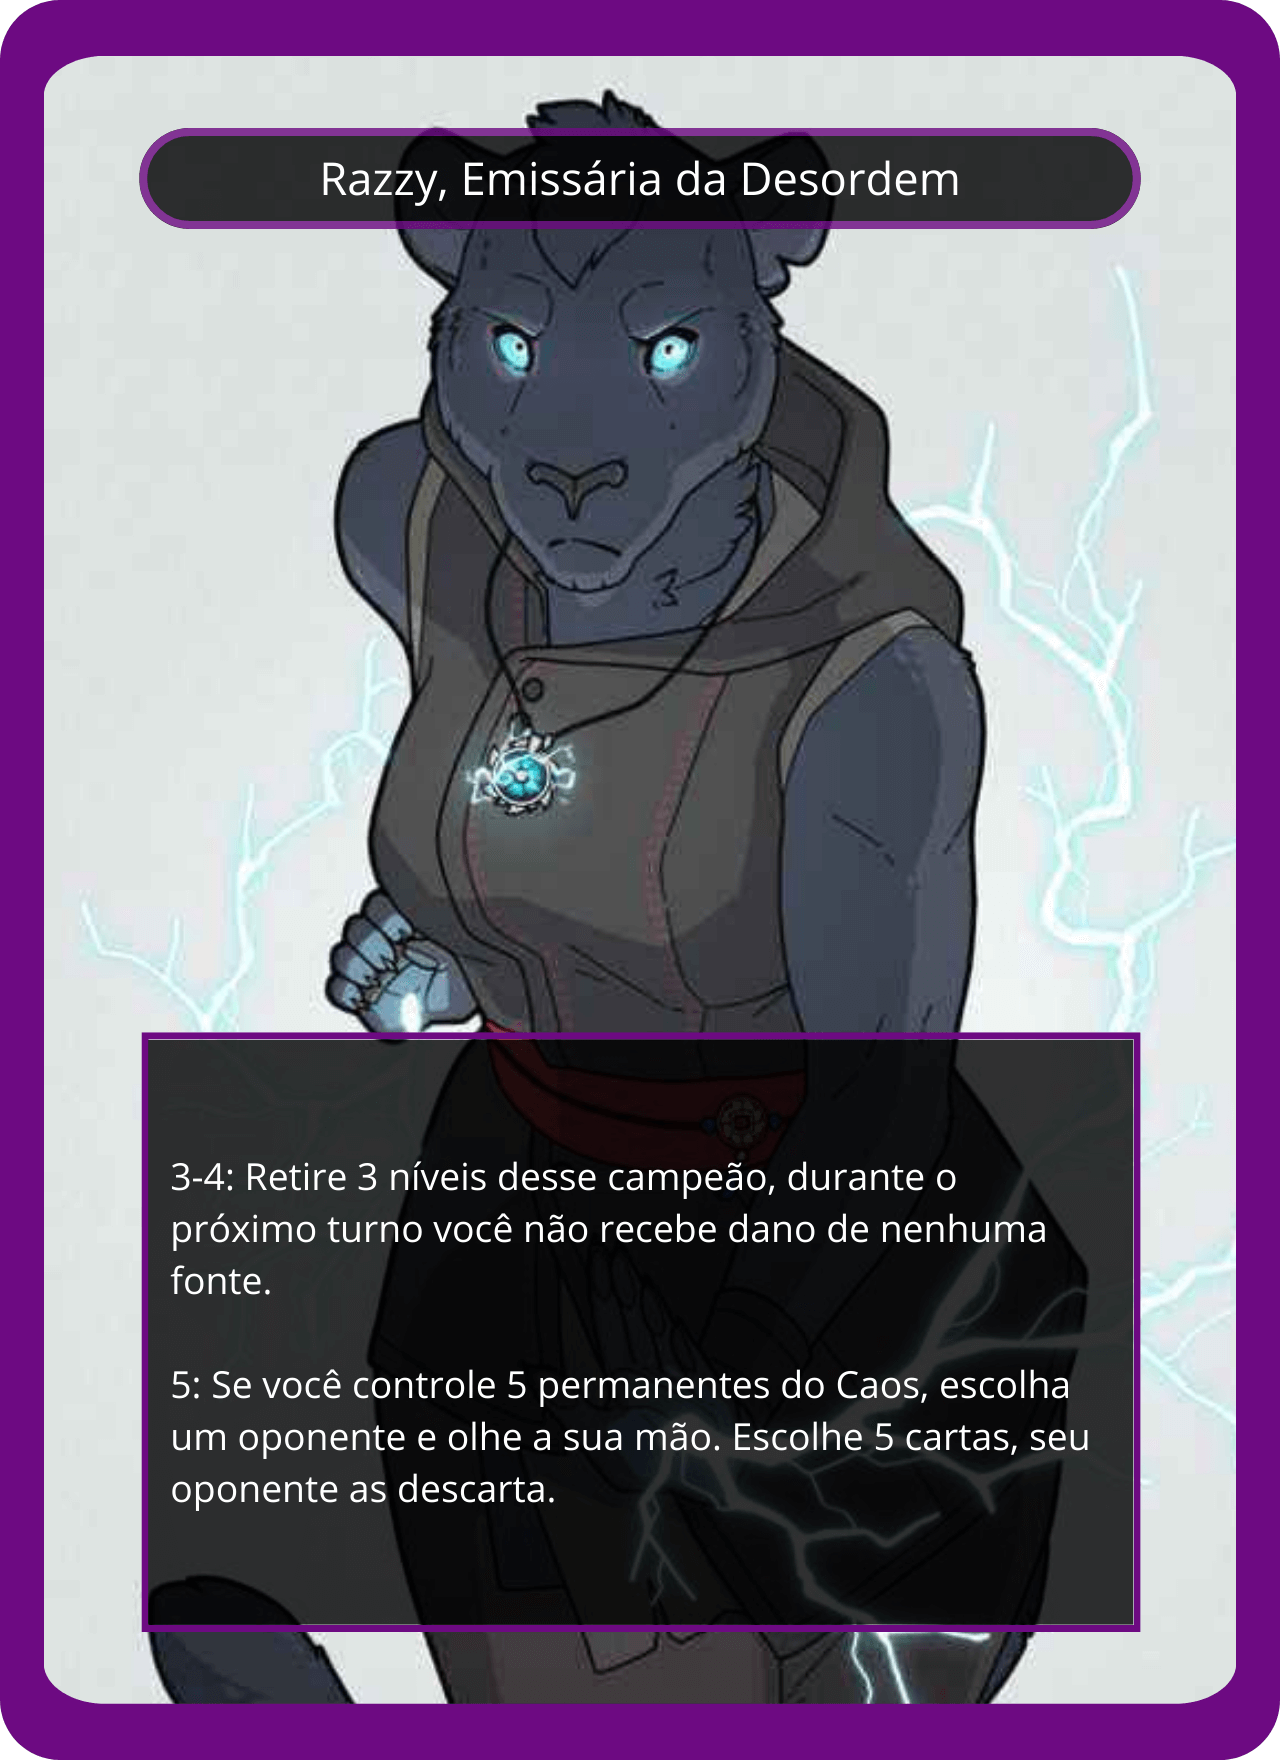 Razzy, Emissária da Desordem
3-4: Retire 3 níveis desse campeão, durante o
próximo turno você não recebe dano de nenhuma
fonte.
5: Se você controle 5 permanentes do Caos, escolha
um oponente e olhe a sua mão. Escolhe 5 cartas, seu
oponente as descarta.